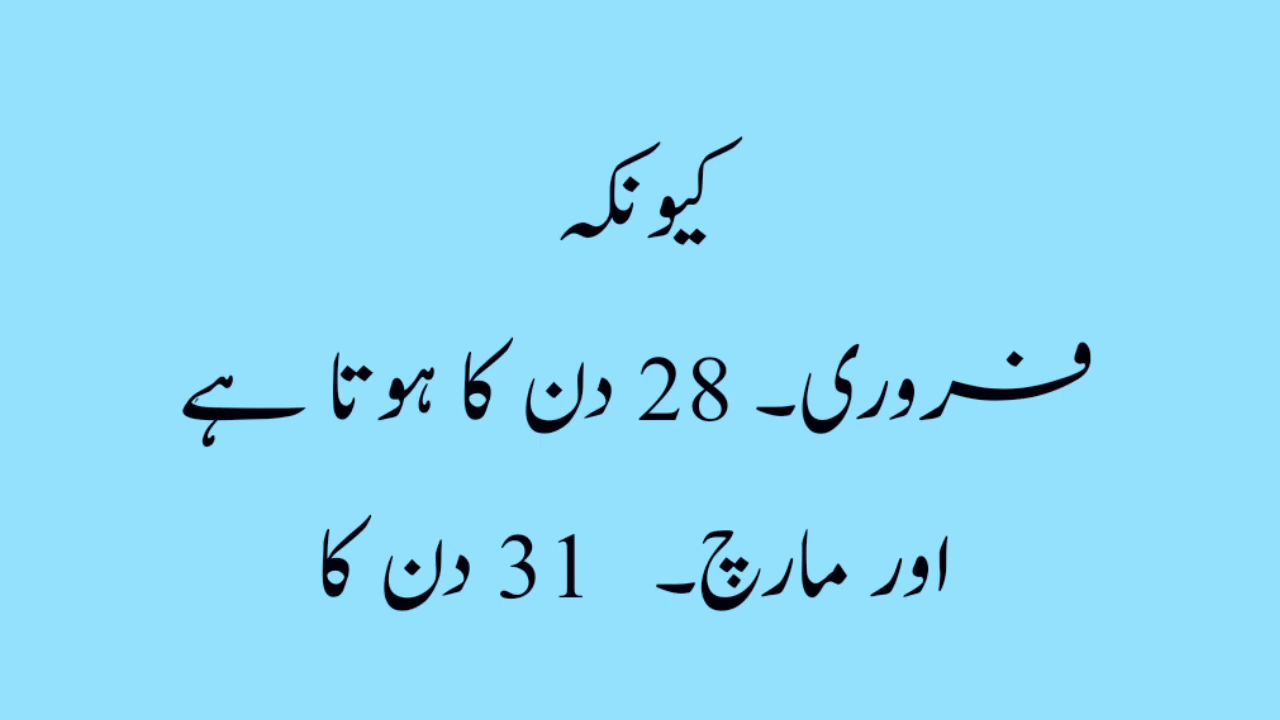 کیونکہ
فروری۔ 28 دن کا ہوتا ہے
اور مارچ۔ 31 دن کا